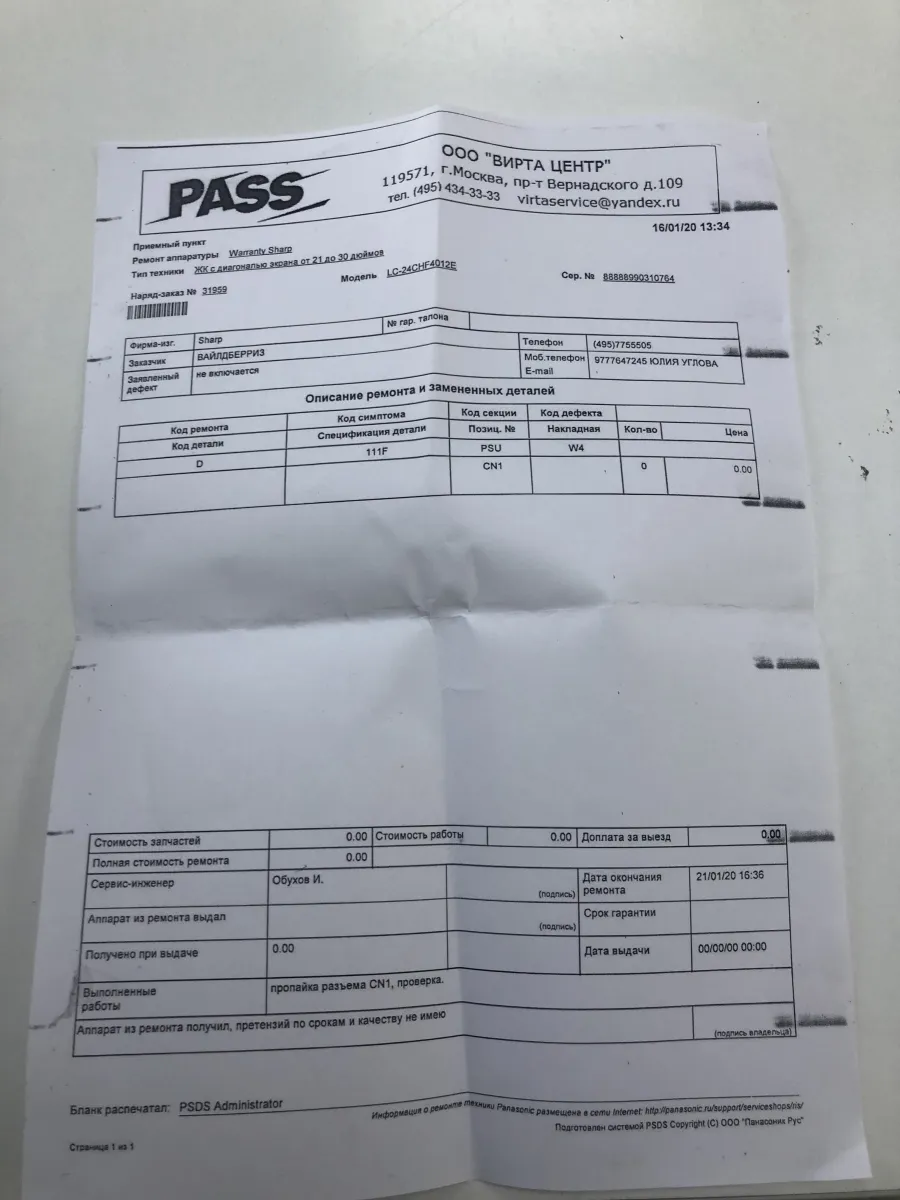 PASS
ООО "ВИРТА ЦЕНТР"
119571, г.Москва, пр-т Вернадского д.109
тел. (495) 434-33-33 virtaservice@yandex.ru
16/01/20 13:34
Приемный пункт
Ремонт аппаратуры Warranty Sharp
Тип техники ЖК с диагональю экрана от 21 до 30 дюймов
Модель LC-24CHF4012E
Сер. № 88888990310764
Наряд-заказ № 31959
Фирма-изг. Sharp № гар. талона
Заказчик ВАЙЛДБЕРРИЗ Телефон (495)7755505
Заявленный дефект не включается Моб.телефон 9777647245 ЮЛИЯ УГЛОВА
E-mail
Описание ремонта и замененных деталей
Код ремонта Код симптома Код секции Код дефекта
Код детали Спецификация детали Позиц. № Накладная Кол-во Цена
D 111F PSU W4
CN1 0 0.00
Стоимость запчастей 0.00 Стоимость работы 0.00 Доплата за выезд 0.00
Полная стоимость ремонта 0.00
Сервис-инженер Обухов И. (подпись) Дата окончания ремонта 21/01/20 16:36
Аппарат из ремонта выдал (подпись) Срок гарантии
Получено при выдаче 0.00 Дата выдачи 00/00/00 00:00
Выполненные работы пропайка разъема CN1, проверка.
Аппарат из ремонта получил, претензий по срокам и качеству не имею (подпись владельца)
Бланк распечатал: PSDS Administrator
Информация о ремонте техники Panasonic размещена в сети Internet: http://panasonic.ru/support/serviceshops/ris/
Подготовлен системой PSDS Copyright (C) ООО "Панасоник Рус"
Страница 1 из 1